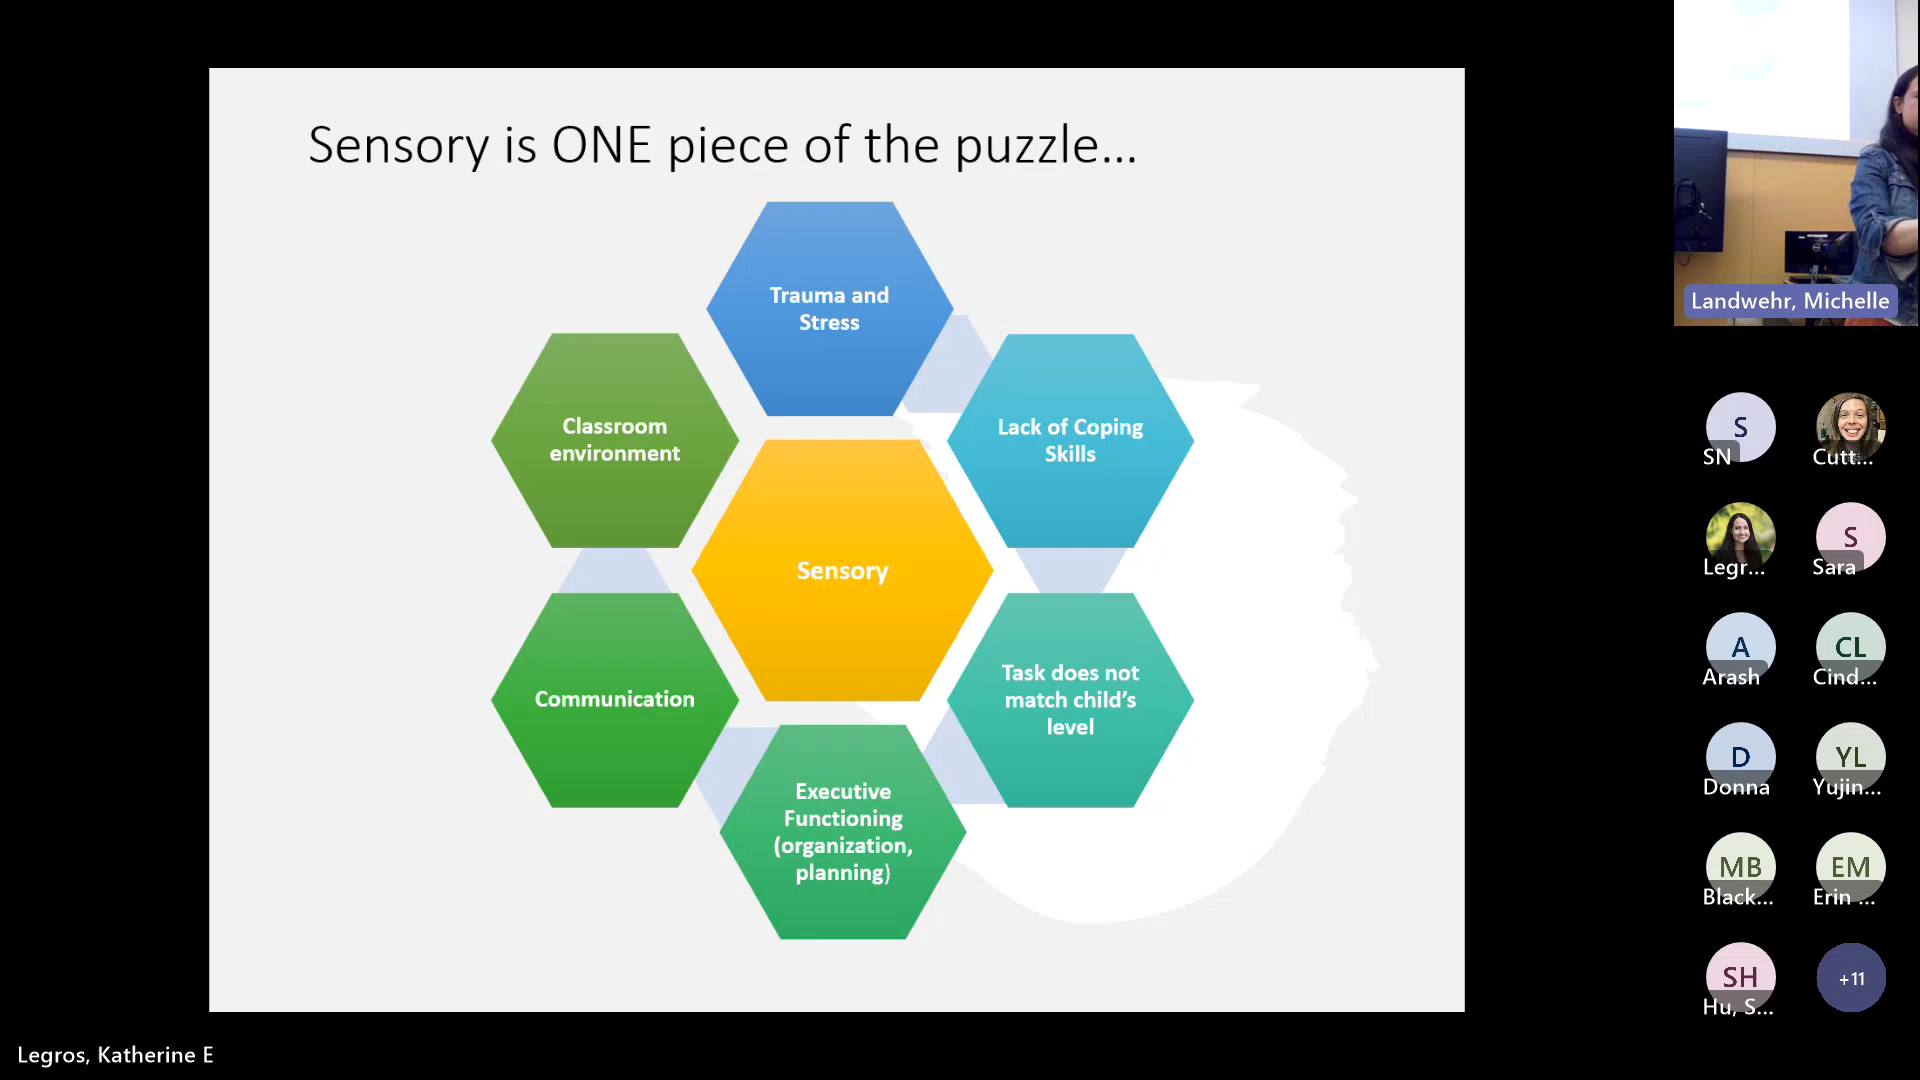 Sensory is ONE piece of the puzzle...
Trauma and
Stress
Classroom
environment
Lack of Coping
Skills
Sensory
Communication
Task does not
match child's
level
Executive
Functioning
(organization,
planning)
Landwehr, Michelle
S
SN
Cutt...
Legr...
S
Sara
A
Arash
CL
Cind...
D
Donna
YL
Yujin...
MB
Black...
EM
Erin ...
SH
Hu, S...
+11
Legros, Katherine E